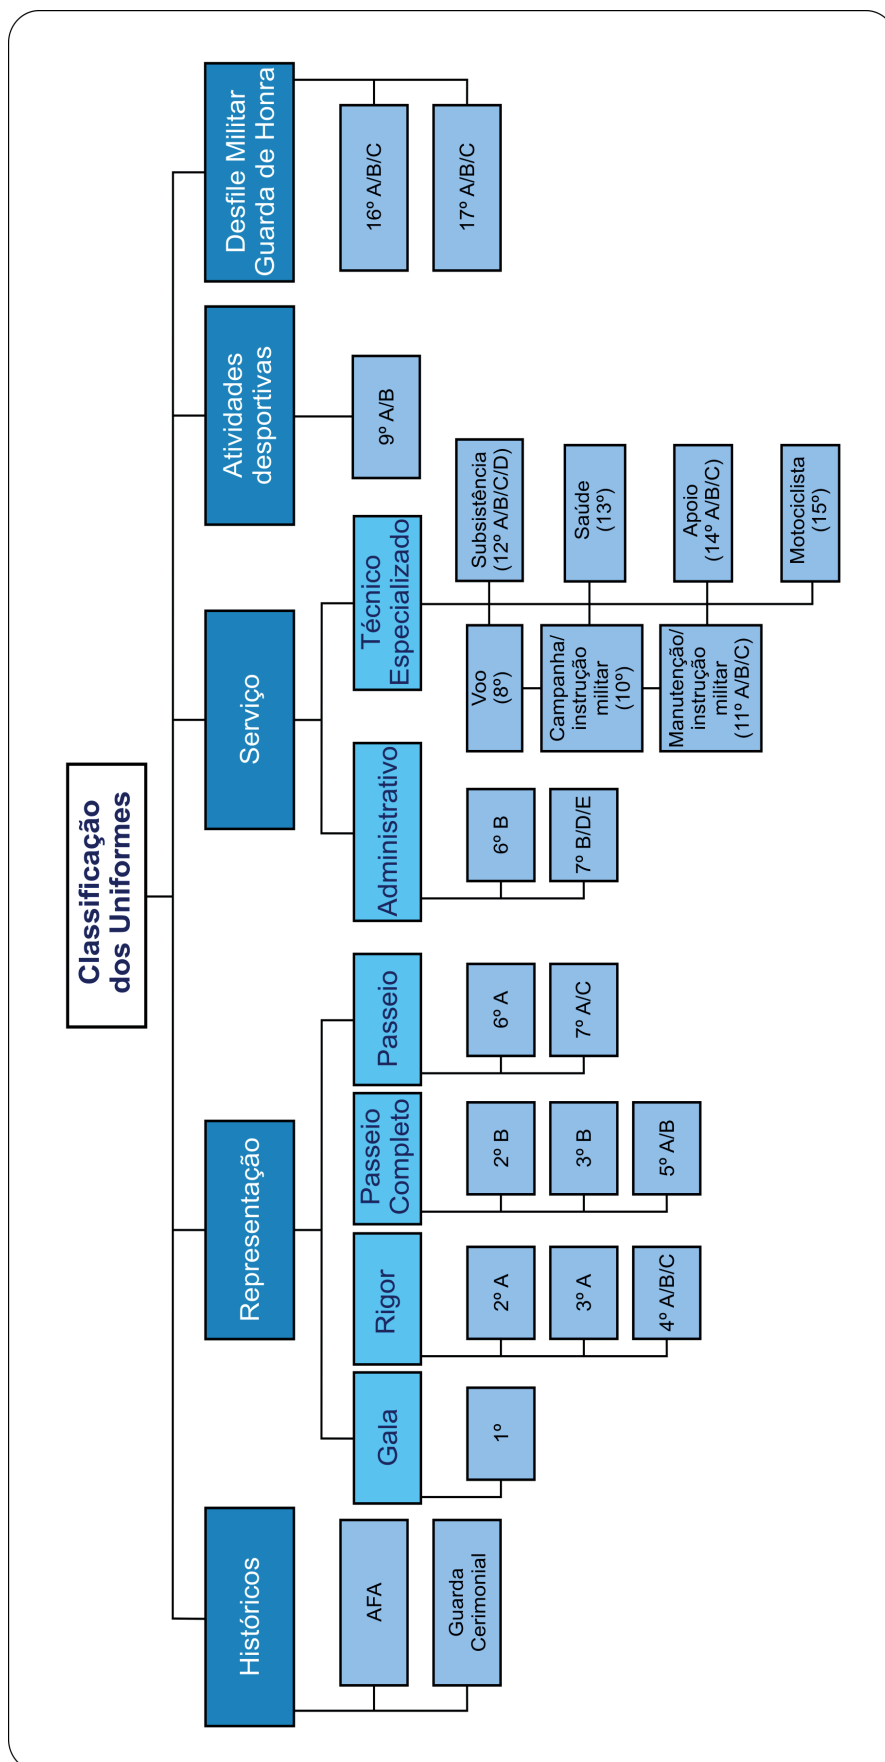 Classificação
dos Uniformes
Históricos
AFA
Guarda
Cerimonial
Representação
Gala
1º
Rigor
2º A
3º A
4º A/B/C
Passeio
Completo
2º B
3º B
5º A/B
Passeio
6º A
7º A/C
Serviço
Administrativo
6º B
7º B/D/E
Técnico
Especializado
Voo
(8º)
Subsistência
(12º A/B/C/D)
Campanha/
instrução
militar
(10º)
Saúde
(13º)
Manutenção/
instrução
militar
(11º A/B/C)
Apoio
(14º A/B/C)
Motociclista
(15º)
Atividades
desportivas
9º A/B
Desfile Militar
Guarda de Honra
16º A/B/C
17º A/B/C